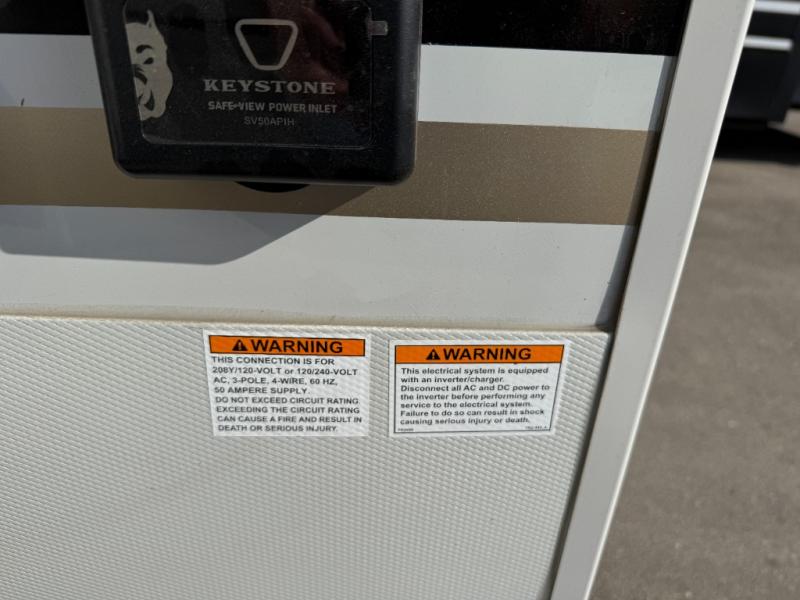 KEYSTONE
SAFE-VIEW POWER INLET
SV50APIH
WARNING
THIS CONNECTION IS FOR
208Y/120-VOLT or 120/240-VOLT
AC, 3-POLE, 4-WIRE, 60 HZ,
50 AMPERE SUPPLY.
DO NOT EXCEED CIRCUIT RATING.
EXCEEDING THE CIRCUIT RATING
CAN CAUSE A FIRE AND RESULT IN
DEATH OR SERIOUS INJURY.
WARNING
This electrical system is equipped
with an inverter/charger.
Disconnect all AC and DC power to
the inverter before performing any
service to the electrical system.
Failure to do so can result in shock
causing serious injury or death.